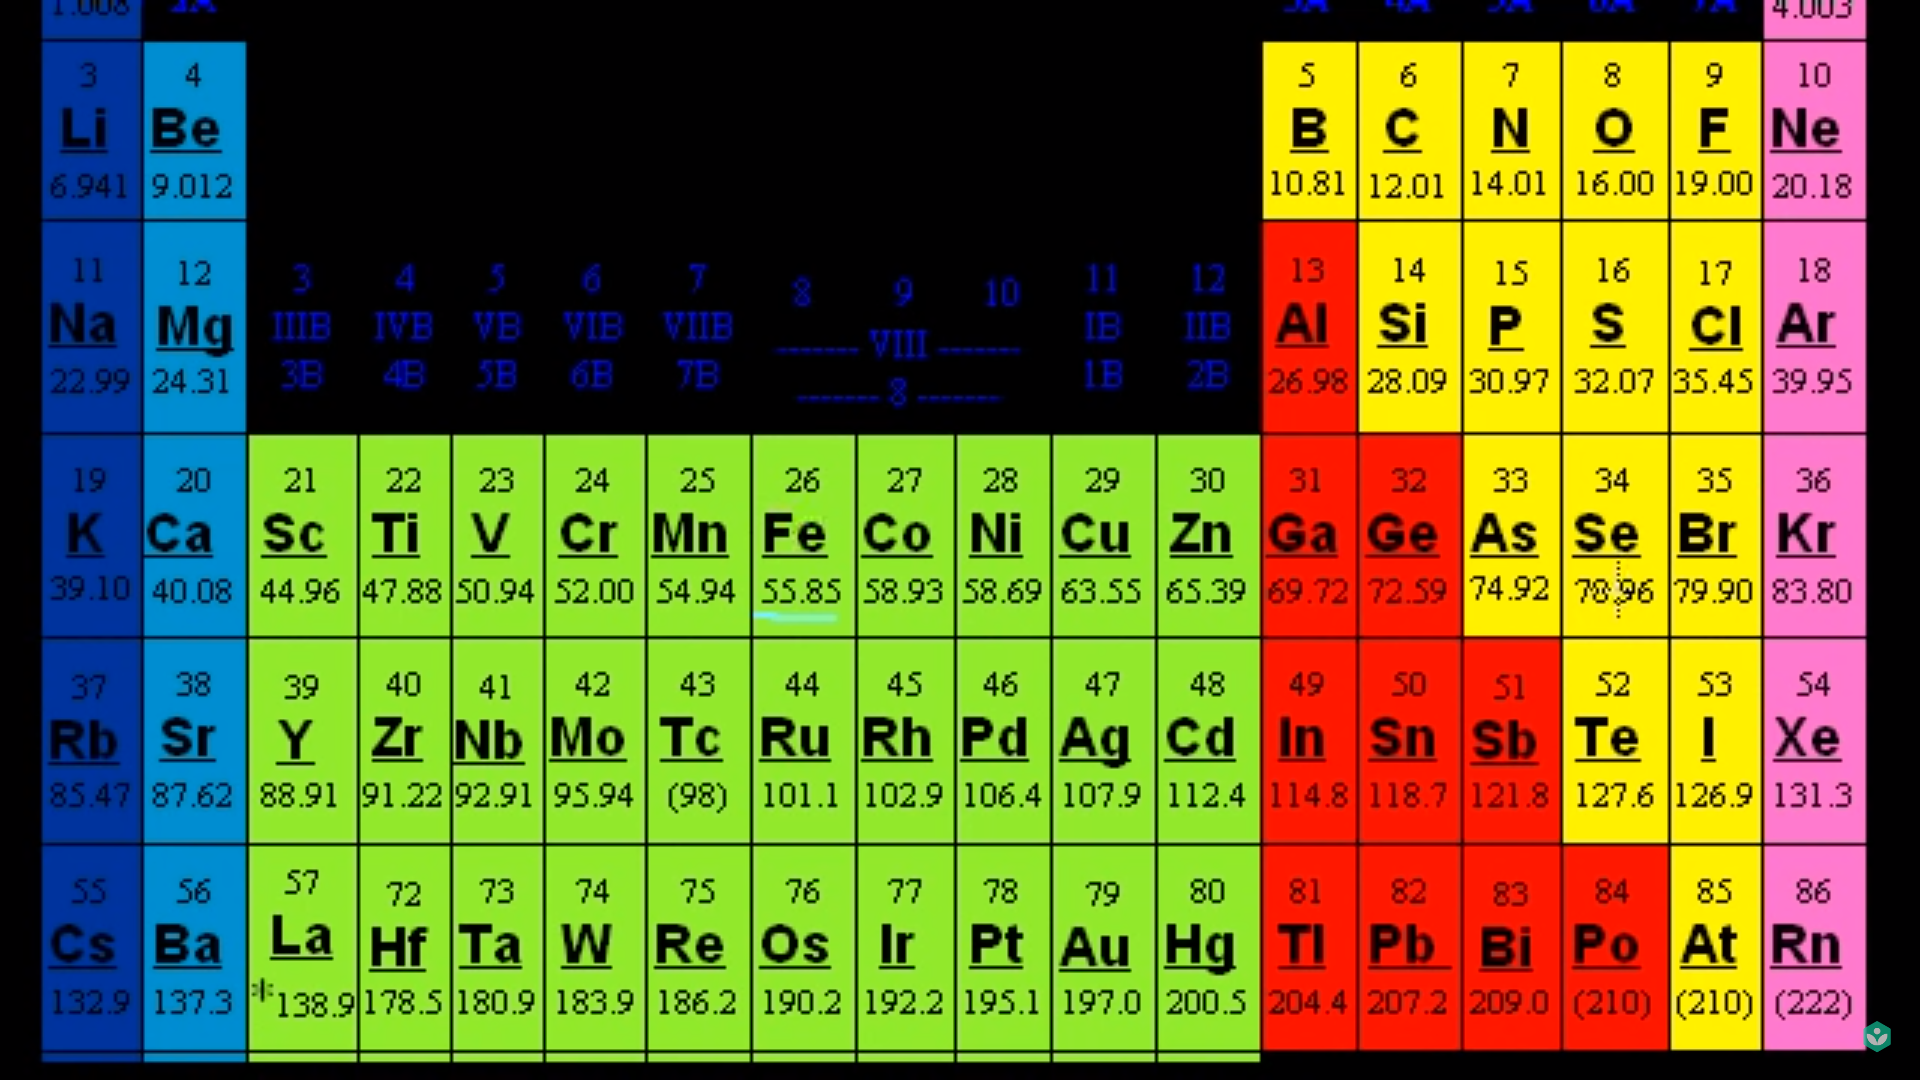 1.008 2A 3A 4A 5A 6A 7A 4.003
3 4 5 6 7 8 9 10
Li Be B C N O F Ne
6.941 9.012 10.81 12.01 14.01 16.00 19.00 20.18
11 12 3 4 5 6 7 8 9 10 11 12 13 14 15 16 17 18
Na Mg IIIB IVB VB VIB VIIB ------- VIII ------- IB IIB Al Si P S Cl Ar
22.99 24.31 3B 4B 5B 6B 7B ------- 8 ------- 1B 2B 26.98 28.09 30.97 32.07 35.45 39.95
19 20 21 22 23 24 25 26 27 28 29 30 31 32 33 34 35 36
K Ca Sc Ti V Cr Mn Fe Co Ni Cu Zn Ga Ge As Se Br Kr
39.10 40.08 44.96 47.88 50.94 52.00 54.94 55.85 58.93 58.69 63.55 65.39 69.72 72.59 74.92 78.96 79.90 83.80
37 38 39 40 41 42 43 44 45 46 47 48 49 50 51 52 53 54
Rb Sr Y Zr Nb Mo Tc Ru Rh Pd Ag Cd In Sn Sb Te I Xe
85.47 87.62 88.91 91.22 92.91 95.94 (98) 101.1 102.9 106.4 107.9 112.4 114.8 118.7 121.8 127.6 126.9 131.3
55 56 57 72 73 74 75 76 77 78 79 80 81 82 83 84 85 86
Cs Ba La Hf Ta W Re Os Ir Pt Au Hg Tl Pb Bi Po At Rn
132.9 137.3 *138.9 178.5 180.9 183.9 186.2 190.2 192.2 195.1 197.0 200.5 204.4 207.2 209.0 (210) (210) (222)